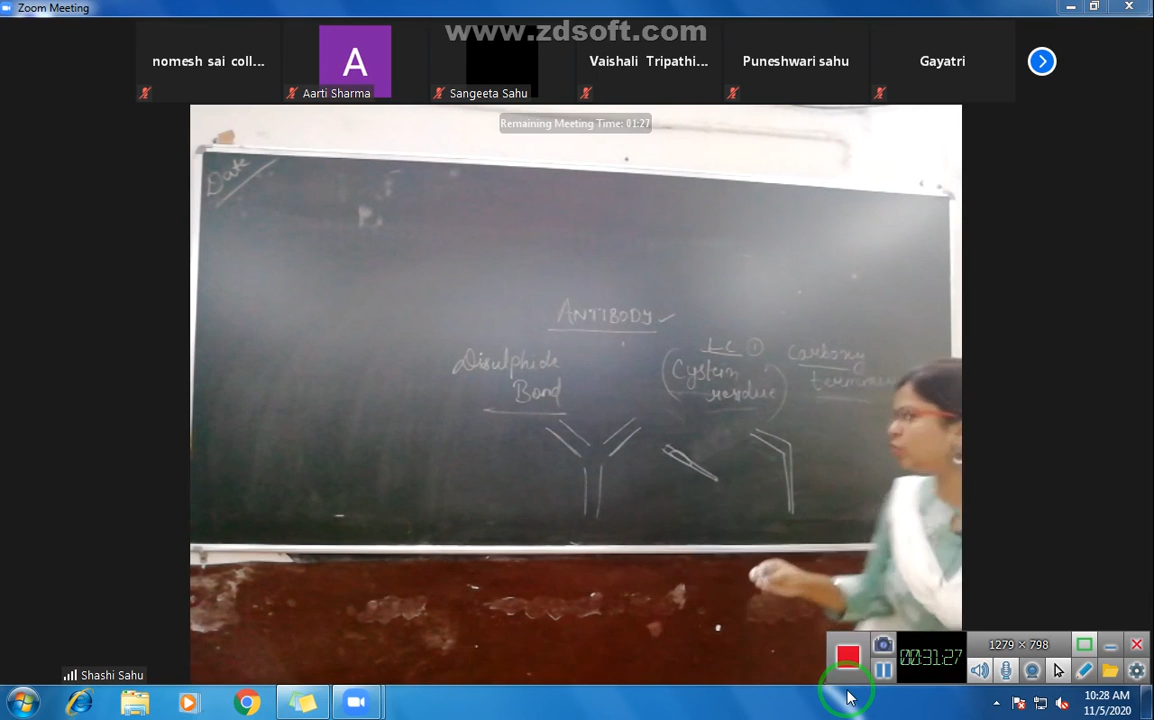 Zoom Meeting
www.zdsoft.com
nomesh sai coll...
A
Aarti Sharma
Sangeeta Sahu
Vaishali Tripathi...
Puneshwari sahu
Gayatri
Remaining Meeting Time: 01:27
Date
ANTIBODY
Disulphide
Bond
LC 1
(Cystein
resdue)
Carboxy
Shashi Sahu
1279 × 798
00:31:27
10:28 AM
11/5/2020